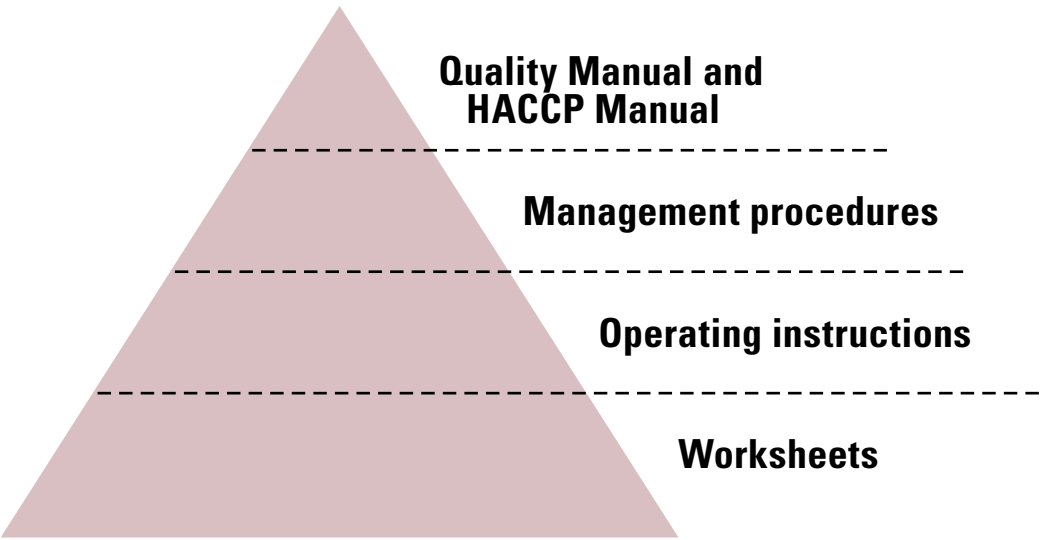 Quality Manual and
HACCP Manual
Management procedures
Operating instructions
Worksheets